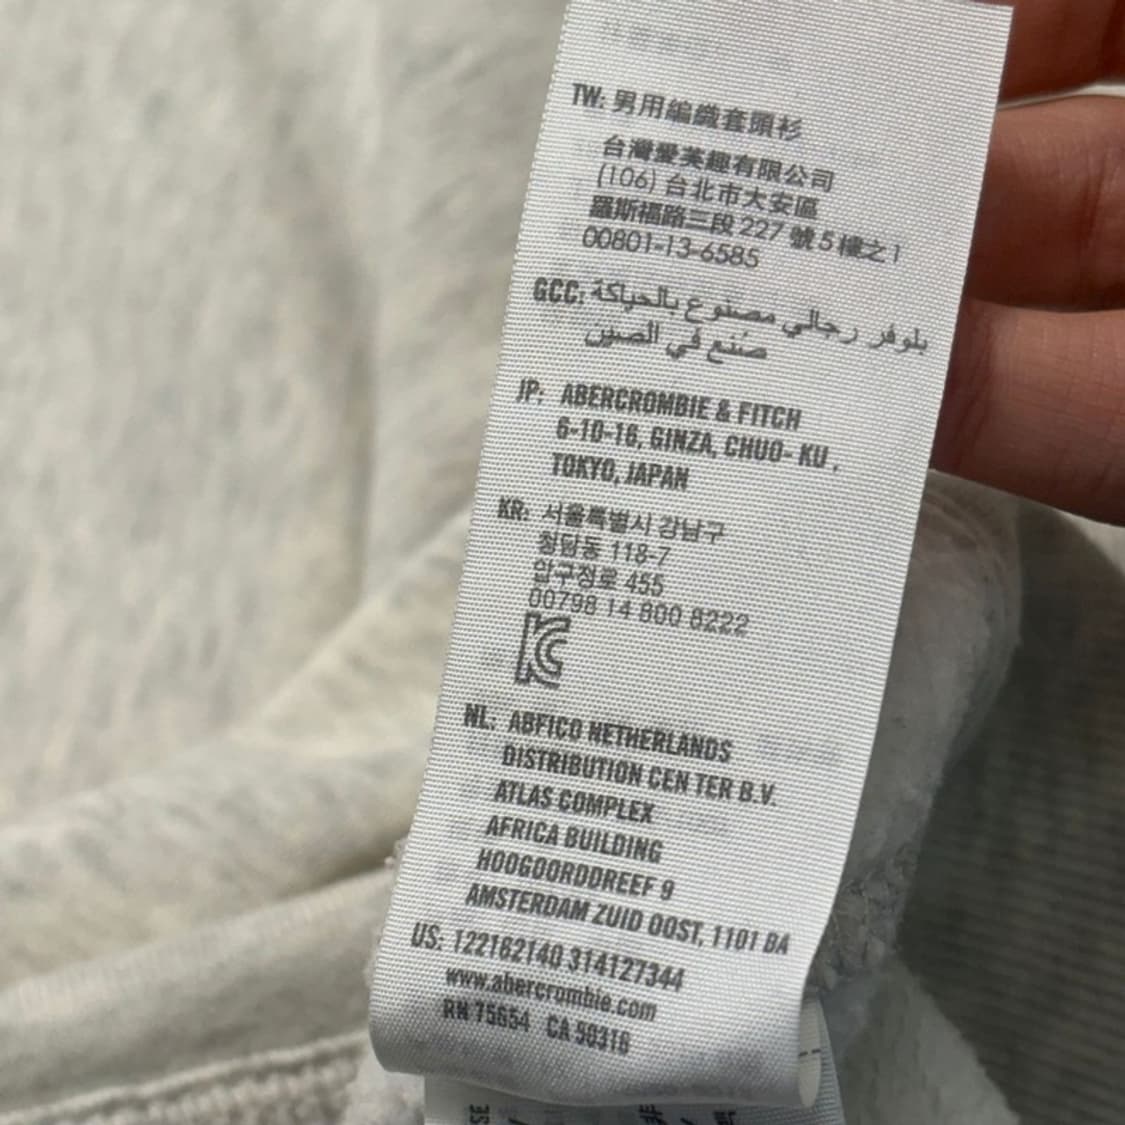 TW: 男用編織套頭衫
台灣愛芙趣有限公司
(106) 台北市大安區
羅斯福路三段 227 號 5 樓之 1
00801-13-6585
GCC: بلوفر رجالي مصنوع بالحياكة
صُنع في الصين
JP: ABERCROMBIE & FITCH
6-10-16, GINZA, CHUO- KU .
TOKYO, JAPAN
KR: 서울특별시 강남구
청담동 118-7
압구정로 455
00798 14 800 8222
KC
NL: ABFICO NETHERLANDS
DISTRIBUTION CEN TER B.V.
ATLAS COMPLEX
AFRICA BUILDING
HOOGOORDDREEF 9
AMSTERDAM ZUID OOST, 1101 BA
US: 122162140 314127344
www.abercrombie.com
RN 75654 CA 50316
SE